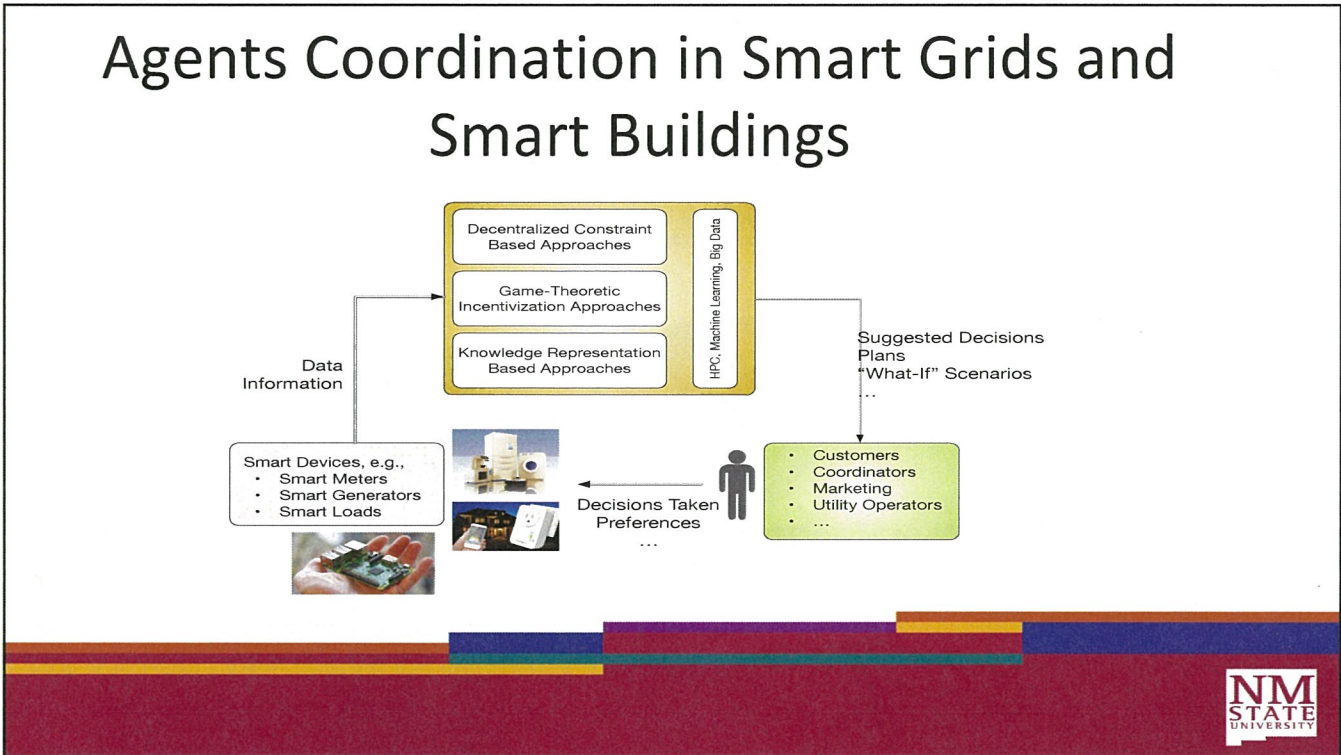 Agents Coordination in Smart Grids and
Smart Buildings
Decentralized Constraint
Based Approaches
Game-Theoretic
Incentivization Approaches
Knowledge Representation
Based Approaches
HPC, Machine Learning, Big Data
Data
Information
Suggested Decisions
Plans
“What-If” Scenarios
...
Smart Devices, e.g.,
• Smart Meters
• Smart Generators
• Smart Loads
Decisions Taken
Preferences
...
• Customers
• Coordinators
• Marketing
• Utility Operators
• ...
NM
STATE
UNIVERSITY